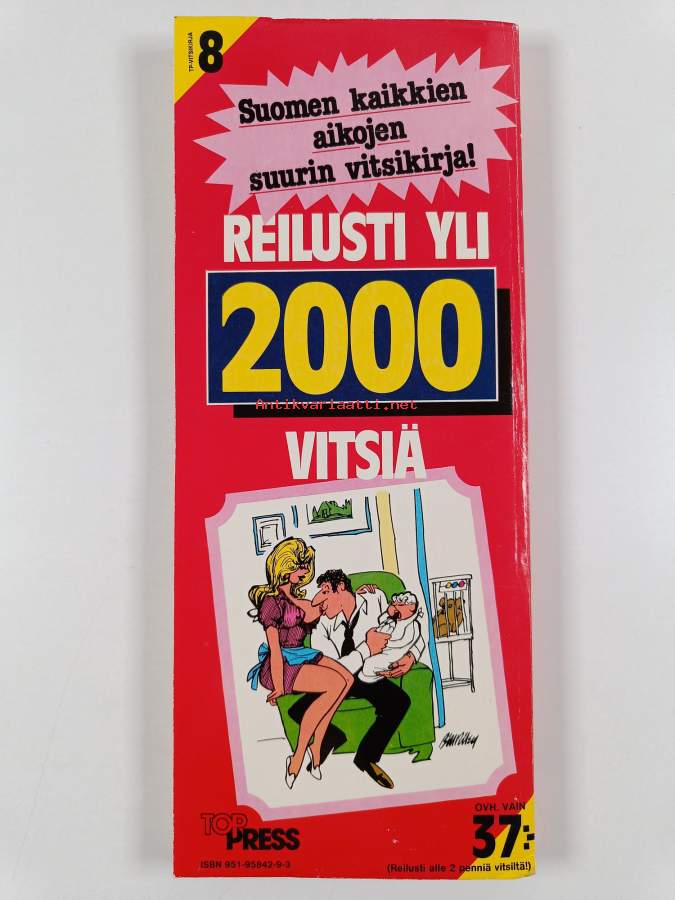 TP-VITSIKIRJA
8
Suomen kaikkien
aikojen
suurin vitsikirja!
REILUSTI YLI
2000
Antikvariaatti.net
VITSIÄ
TOP
PRESS
ISBN 951-95842-9-3
OVH. VAIN
37:-
(Reilusti alle 2 penniä vitsiltä!)